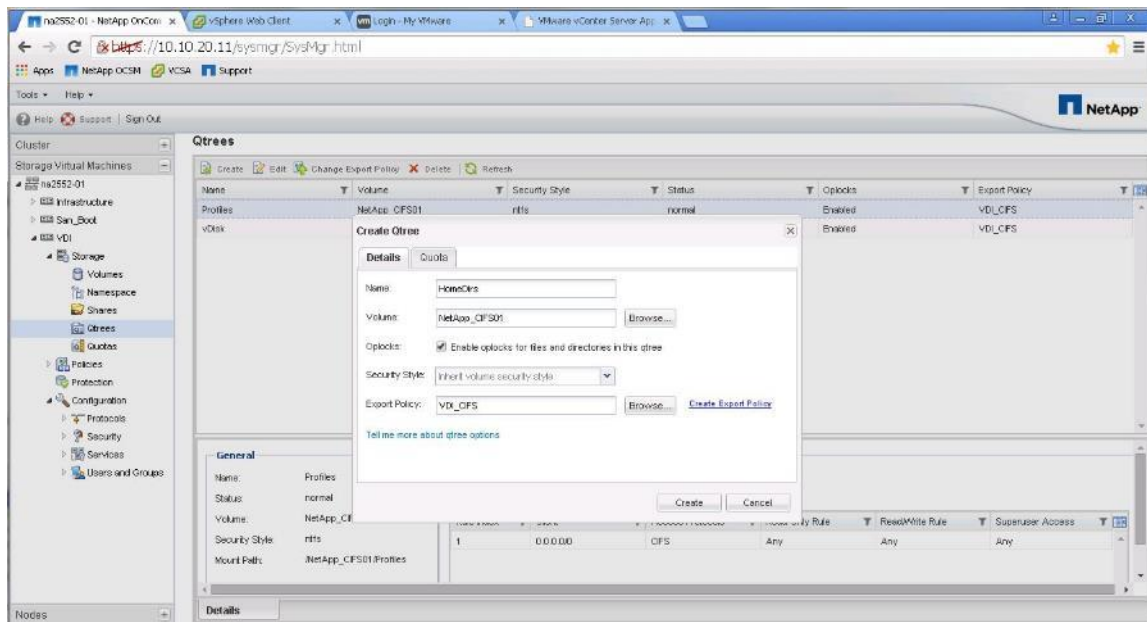 na2552-01 - NetApp OnCom
vSphere Web Client
Login - My VMware
VMware vCenter Server App
https://10.10.20.11/sysmgr/SysMgr.html
Apps NetApp OCSM VCSA Support
Tools Help
NetApp
Help Support | Sign Out
Cluster
Storage Virtual Machines
na2552-01
Infrastructure
San_Boot
VDI
Storage
Volumes
Namespace
Shares
Qtrees
Quotas
Policies
Protection
Configuration
Protocols
Security
Services
Users and Groups
Nodes
Qtrees
Create Edit Change Export Policy Delete Refresh
Name Volume Security Style Status Oplocks Export Policy
Profiles NetApp_CIFS01 ntfs normal Enabled VDI_CIFS
vDisk Enabled VDI_CIFS
Create Qtree
Details Quota
Name: HomeDirs
Volume: NetApp_CIFS01 Browse...
Oplocks: Enable oplocks for files and directories in this qtree
Security Style: Inherit volume security style
Export Policy: VDI_CIFS Browse... Create Export Policy
Tell me more about qtree options
Create Cancel
General
Name: Profiles
Status: normal
Volume: NetApp_CI
Security Style: ntfs
Mount Path: /NetApp_CIFS01/Profiles
Rule ReadWrite Rule Superuser Access
1 0.0.0.0/0 CIFS Any Any Any
Details